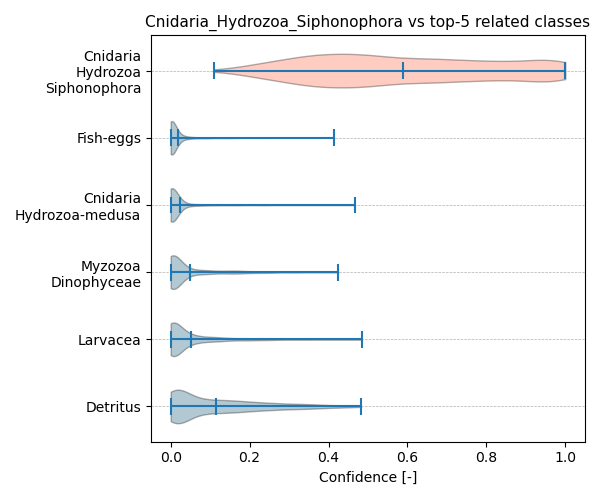 Cnidaria_Hydrozoa_Siphonophora vs top-5 related classes
Cnidaria
Hydrozoa
Siphonophora
Fish-eggs
Cnidaria
Hydrozoa-medusa
Myzozoa
Dinophyceae
Larvacea
Detritus
0.0 0.2 0.4 0.6 0.8 1.0
Confidence [-]